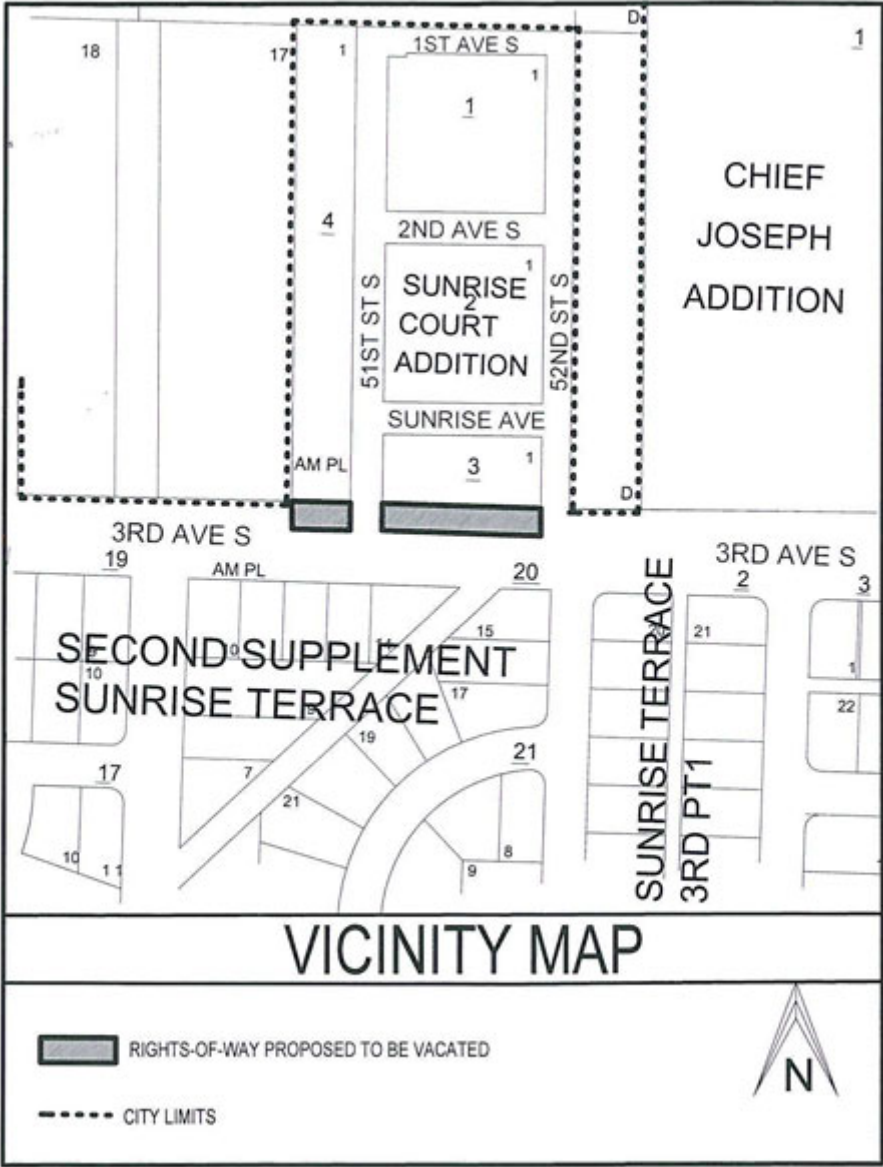 18
17
1
1ST AVE S
1
1
D
1
CHIEF
JOSEPH
ADDITION
4
2ND AVE S
1
SUNRISE
2
COURT
ADDITION
51ST ST S
52ND ST S
SUNRISE AVE
AM PL
3
1
D
3RD AVE S
3RD AVE S
19
AM PL
20
2
3
15
21
SECOND SUPPLEMENT
10
17
1
SUNRISE TERRACE
19
22
SUNRISE TERRACE
3RD PT1
17
7
21
21
10
11
8
9
VICINITY MAP
RIGHTS-OF-WAY PROPOSED TO BE VACATED
CITY LIMITS
N